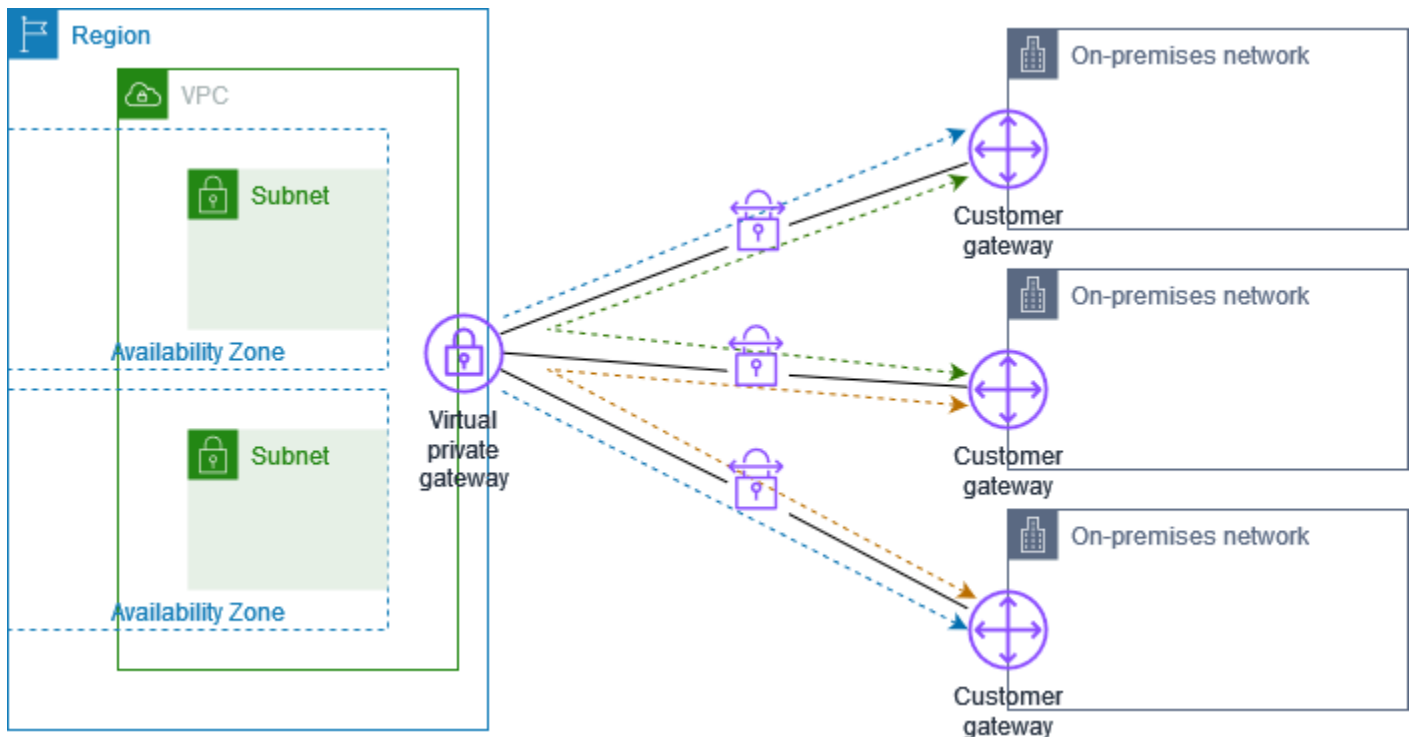 Region
VPC
Subnet
Availability Zone
Subnet
Availability Zone
Virtual
private
gateway
On-premises network
Customer
gateway
On-premises network
Customer
gateway
On-premises network
Customer
gateway